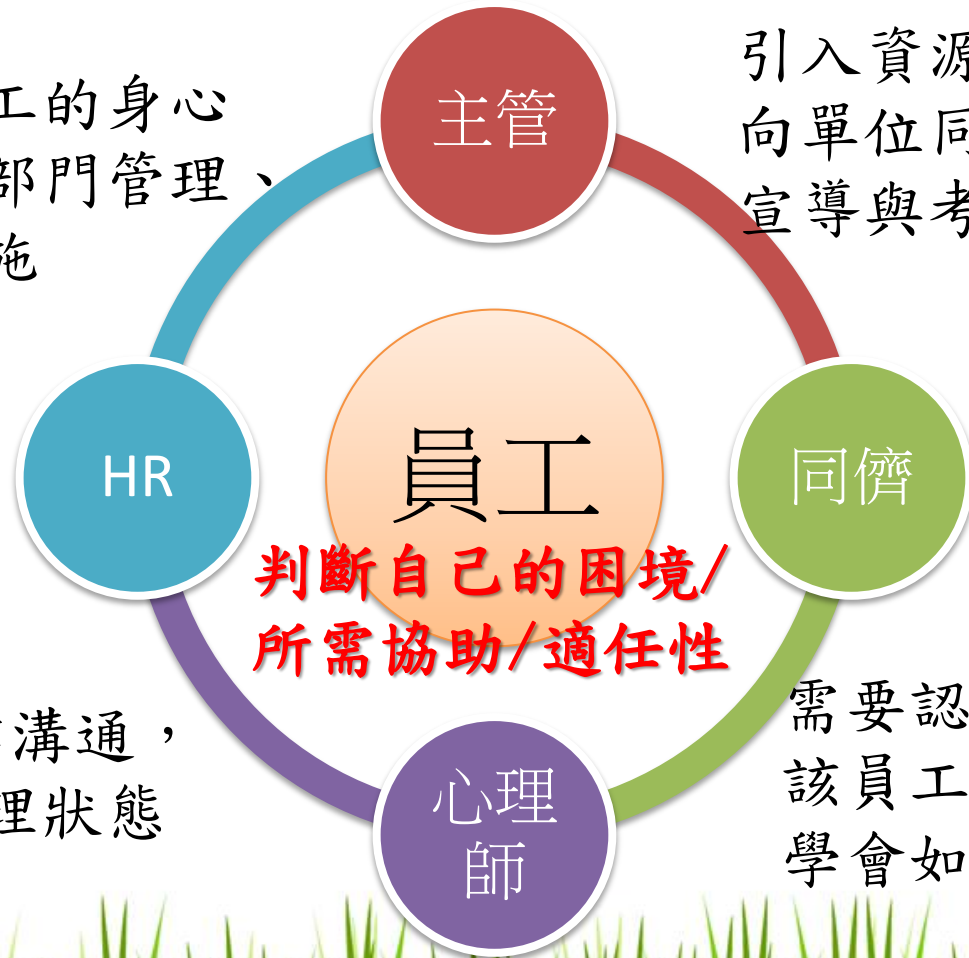 主管
引入資源
向單位同
宣導與考
工的身心
部門管理、
施
HR
員工
同儕
判斷自己的困境/
所需協助/適任性
溝通，
理狀態
心理
師
需要認
該員工
學會如